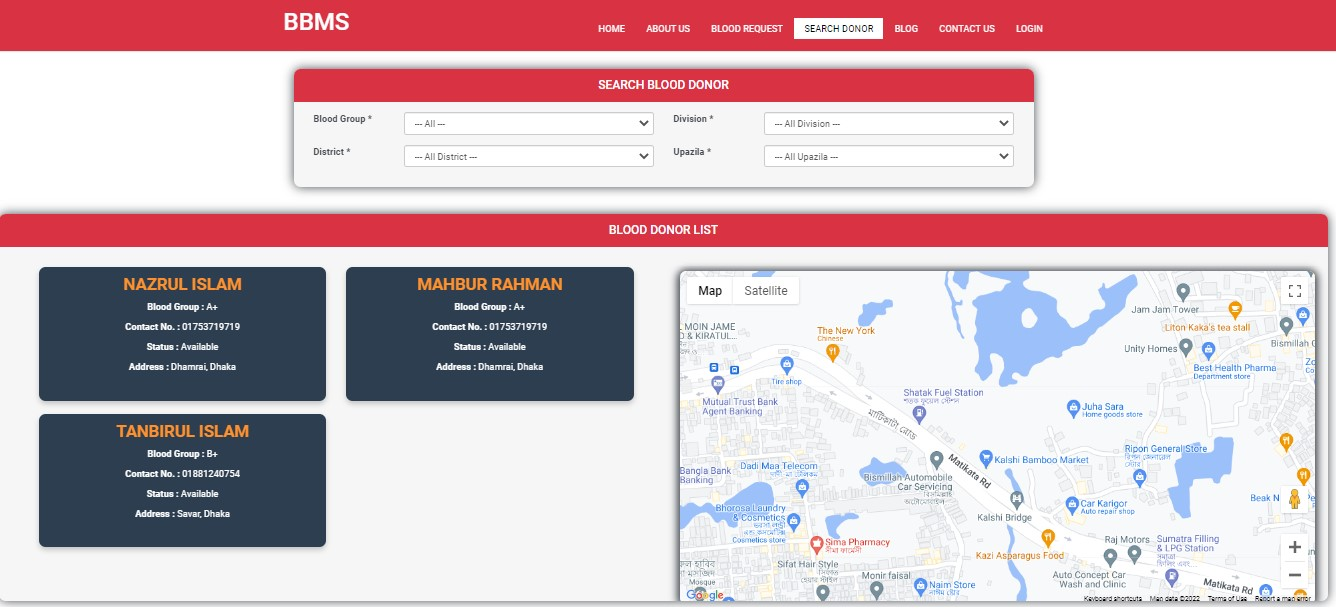 BBMS
HOME
ABOUT US
BLOOD REQUEST
SEARCH DONOR
BLOG
CONTACT US
LOGIN
SEARCH BLOOD DONOR
Blood Group *
--- All ---
Division *
--- All Division ---
District *
--- All District ---
Upazila *
--- All Upazila ---
BLOOD DONOR LIST
NAZRUL ISLAM
Blood Group : A+
Contact No. : 01753719719
Status : Available
Address : Dhamrai, Dhaka
MAHBUR RAHMAN
Blood Group : A+
Contact No. : 01753719719
Status : Available
Address : Dhamrai, Dhaka
TANBIRUL ISLAM
Blood Group : B+
Contact No. : 01881240754
Status : Available
Address : Savar, Dhaka
Map
Satellite
MOIN JAME
& KIRATUL...
The New York
Chinese
Tire shop
Mutual Trust Bank
Agent Banking
Shatak Fuel Station
শতক ফুয়েল স্টেশন
Jam Jam Tower
Liton Kaka's tea stall
Unity Homes
Bismillah
Best Health Pharma
Department store
Juha Sara
Home goods store
মাটিকাটা রোড
Ripon General Store
Kalshi Bamboo Market
Matikata Rd
Bangla Bank
Banking
Dadi Maa Telecom
Bismillah Automobile
Car Servicing
Bhorosa Laundry
& Cosmetics
Cosmetics store
Kalshi Bridge
Car Karigor
Auto repair shop
Beak N
Sima Pharmacy
সীমা ফার্মেসী
Kazi Asparagus Food
Raj Motors
Sumatra Filling
& LPG Station
Sifat Hair Style
Monir faisal
Auto Concept Car
Wash and Clinic
Mosque
Naim Store
Matikata Rd
Google
Keyboard shortcuts
Map data ©2022
Terms of Use
Report a map error